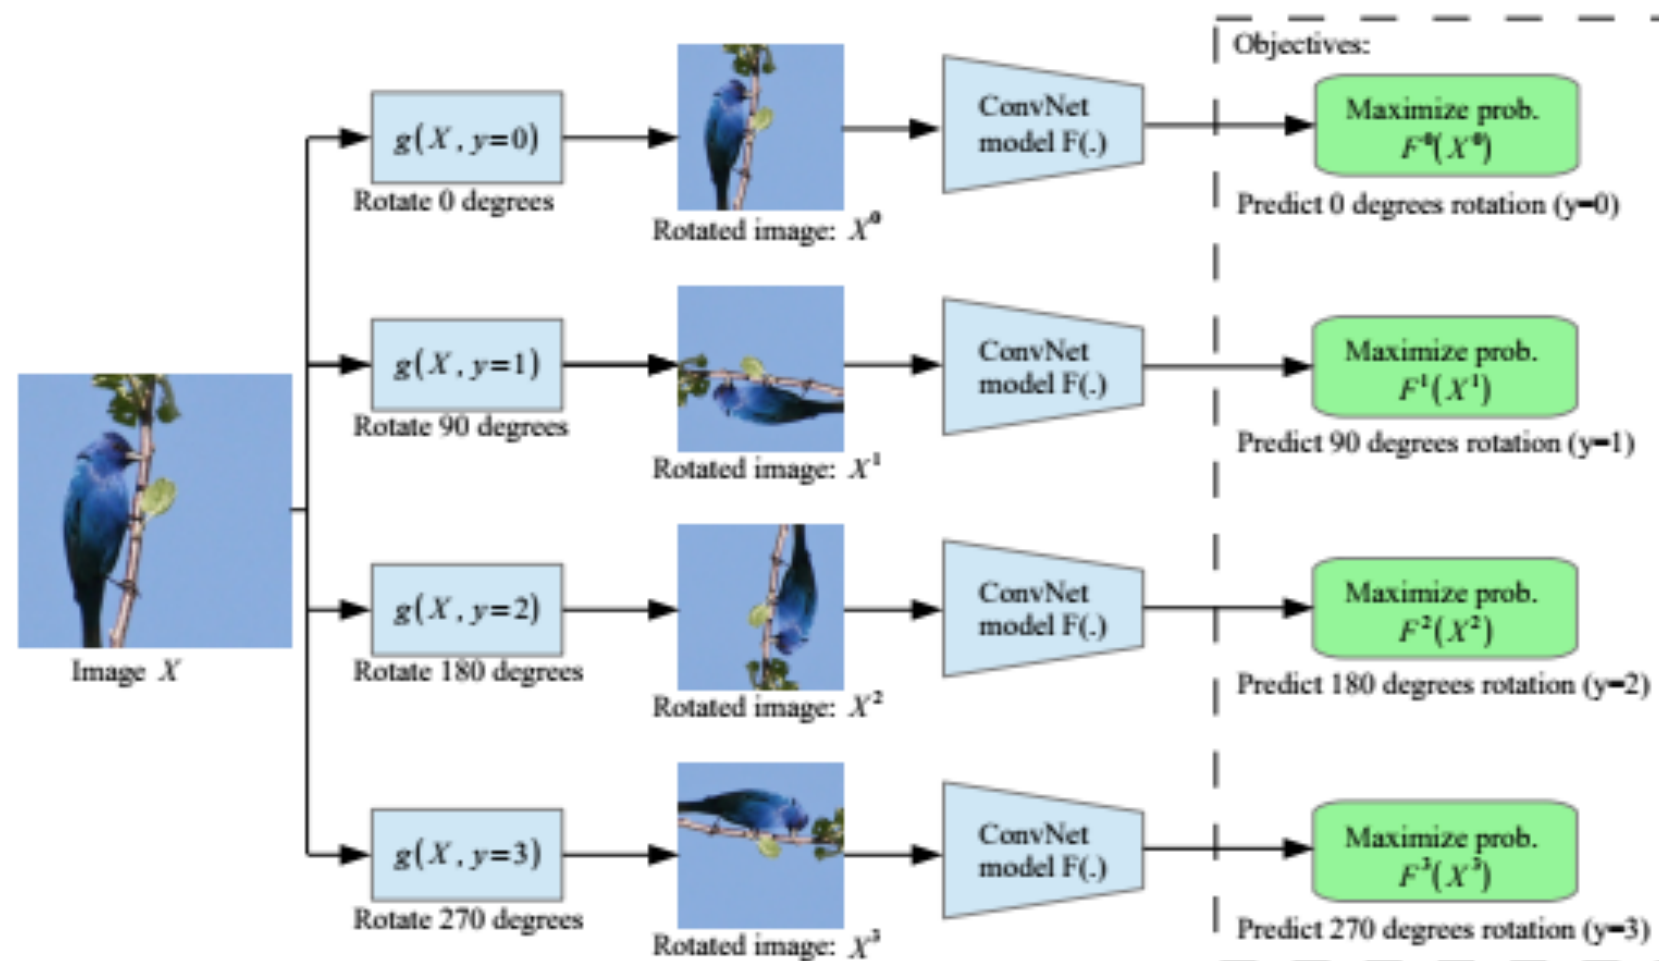 Objectives:
g(X, y=0)
Rotate 0 degrees
Rotated image: X⁰
ConvNet
model F(.)
Maximize prob.
F⁰(X⁰)
Predict 0 degrees rotation (y=0)
g(X, y=1)
Rotate 90 degrees
Rotated image: X¹
ConvNet
model F(.)
Maximize prob.
F¹(X¹)
Predict 90 degrees rotation (y=1)
Image X
g(X, y=2)
Rotate 180 degrees
Rotated image: X²
ConvNet
model F(.)
Maximize prob.
F²(X²)
Predict 180 degrees rotation (y=2)
g(X, y=3)
Rotate 270 degrees
Rotated image: X³
ConvNet
model F(.)
Maximize prob.
F³(X³)
Predict 270 degrees rotation (y=3)